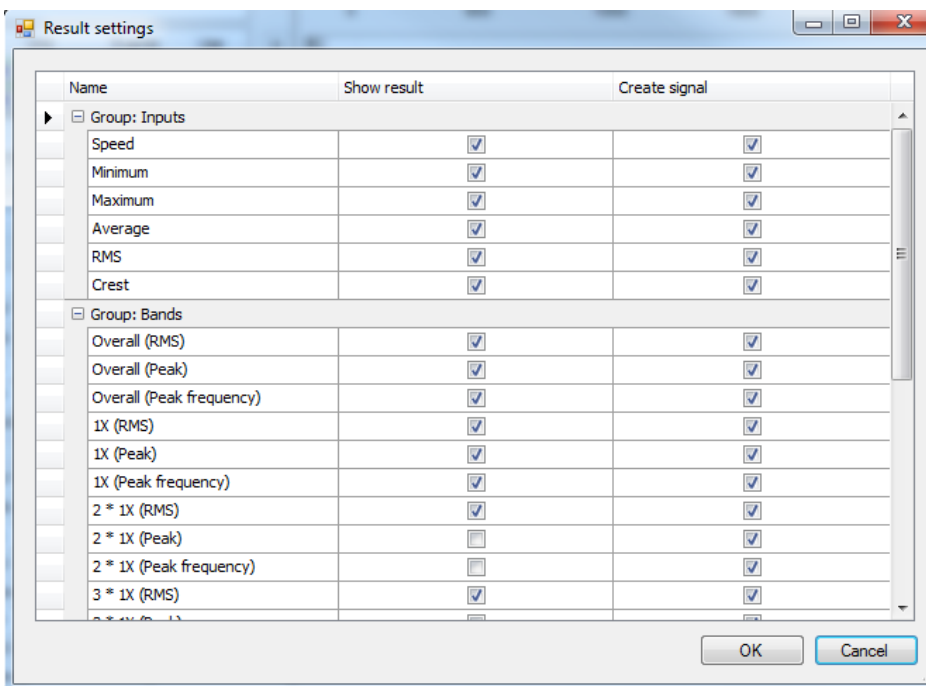 Result settings
Name Show result Create signal
Group: Inputs
Speed
Minimum
Maximum
Average
RMS
Crest
Group: Bands
Overall (RMS)
Overall (Peak)
Overall (Peak frequency)
1X (RMS)
1X (Peak)
1X (Peak frequency)
2 * 1X (RMS)
2 * 1X (Peak)
2 * 1X (Peak frequency)
3 * 1X (RMS)
OK Cancel